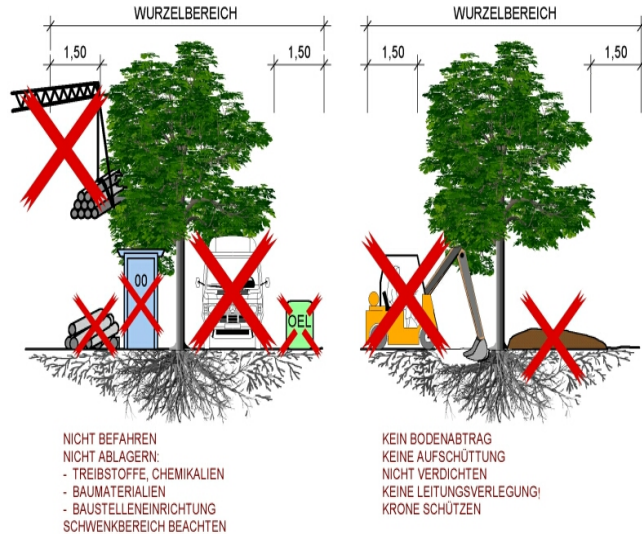 WURZELBEREICH
1,50
1,50
00
OEL
NICHT BEFAHREN
NICHT ABLAGERN:
- TREIBSTOFFE, CHEMIKALIEN
- BAUMATERIALIEN
- BAUSTELLENEINRICHTUNG
SCHWENKBEREICH BEACHTEN
WURZELBEREICH
1,50
1,50
KEIN BODENABTRAG
KEINE AUFSCHÜTTUNG
NICHT VERDICHTEN
KEINE LEITUNGSVERLEGUNG!
KRONE SCHÜTZEN